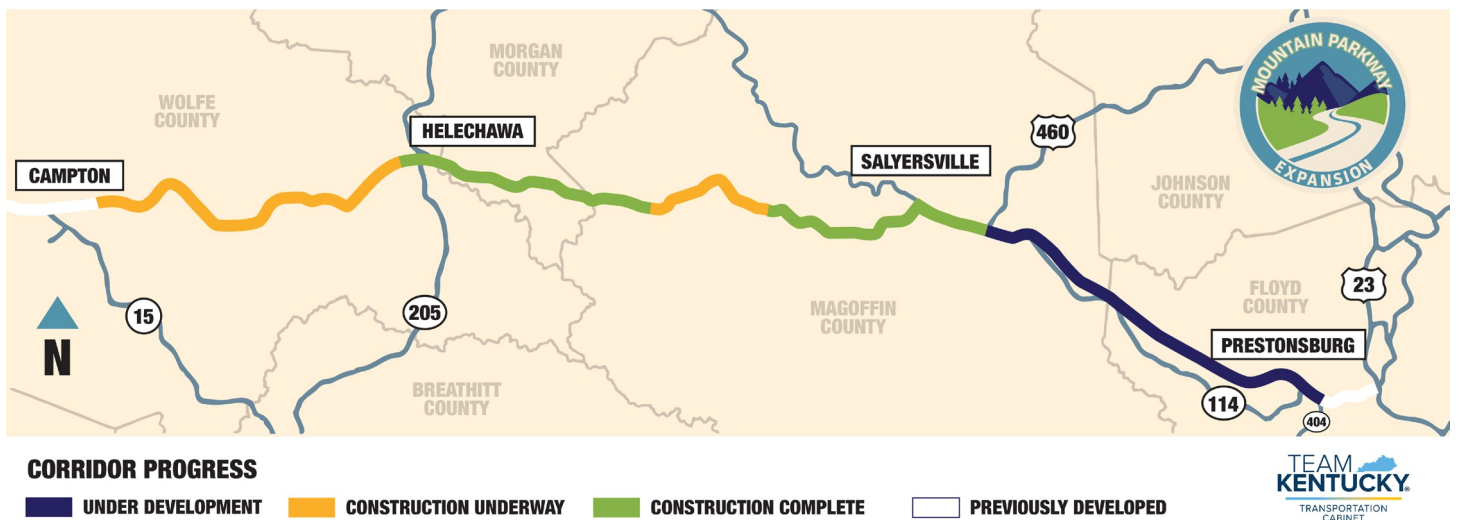 MOUNTAIN PARKWAY
EXPANSION
MORGAN
COUNTY
WOLFE
COUNTY
HELECHAWA
460
SALYERSVILLE
CAMPTON
JOHNSON
COUNTY
23
FLOYD
COUNTY
15
205
MAGOFFIN
COUNTY
N
PRESTONSBURG
BREATHITT
COUNTY
114
404
CORRIDOR PROGRESS
UNDER DEVELOPMENT
CONSTRUCTION UNDERWAY
CONSTRUCTION COMPLETE
PREVIOUSLY DEVELOPED
TEAM
KENTUCKY®
TRANSPORTATION
CABINET